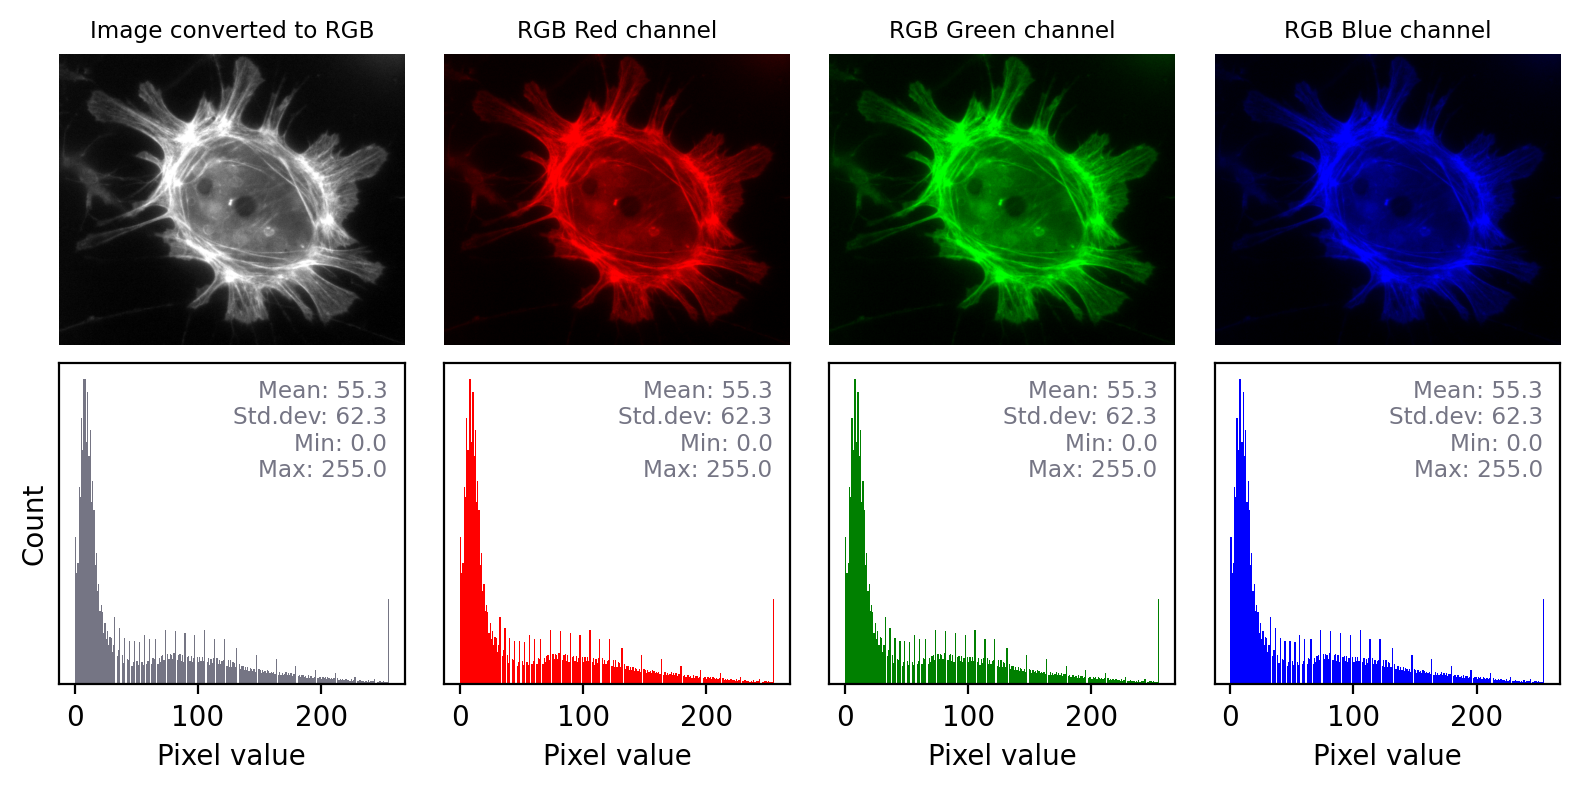 Image converted to RGB
RGB Red channel
RGB Green channel
RGB Blue channel
Mean: 55.3
Std.dev: 62.3
Min: 0.0
Max: 255.0
Mean: 55.3
Std.dev: 62.3
Min: 0.0
Max: 255.0
Mean: 55.3
Std.dev: 62.3
Min: 0.0
Max: 255.0
Mean: 55.3
Std.dev: 62.3
Min: 0.0
Max: 255.0
Count
0 100 200
0 100 200
0 100 200
0 100 200
Pixel value
Pixel value
Pixel value
Pixel value